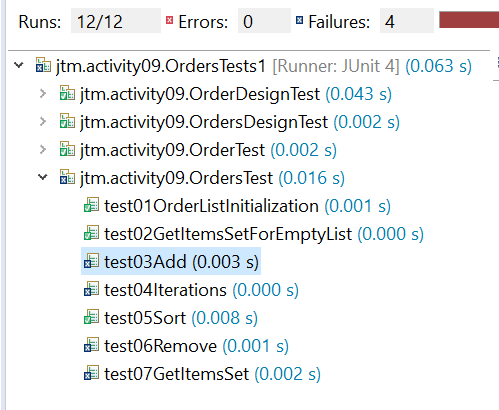 Runs: 12/12 Errors: 0 Failures: 4
jtm.activity09.OrdersTests1 [Runner: JUnit 4] (0.063 s)
jtm.activity09.OrderDesignTest (0.043 s)
jtm.activity09.OrdersDesignTest (0.002 s)
jtm.activity09.OrderTest (0.002 s)
jtm.activity09.OrdersTest (0.016 s)
test01OrderListInitialization (0.001 s)
test02GetItemsSetForEmptyList (0.000 s)
test03Add (0.003 s)
test04Iterations (0.000 s)
test05Sort (0.008 s)
test06Remove (0.001 s)
test07GetItemsSet (0.002 s)